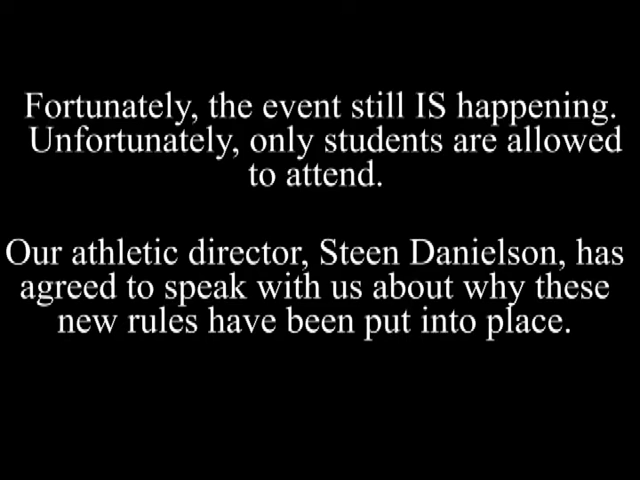 Fortunately, the event still IS happening.
Unfortunately, only students are allowed
to attend.
Our athletic director, Steen Danielson, has
agreed to speak with us about why these
new rules have been put into place.